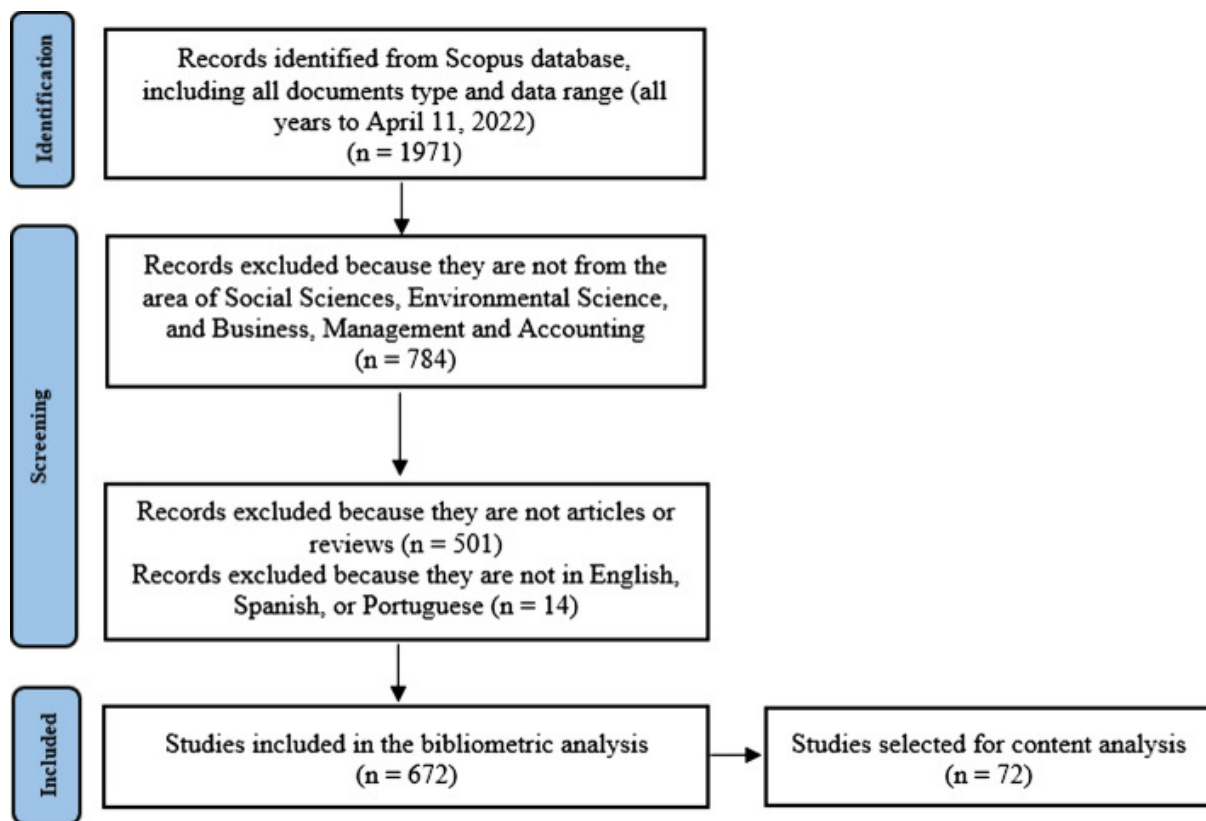 Identification
Records identified from Scopus database,
including all documents type and data range (all
years to April 11, 2022)
(n = 1971)
Screening
Records excluded because they are not from the
area of Social Sciences, Environmental Science,
and Business, Management and Accounting
(n = 784)
Records excluded because they are not articles or
reviews (n = 501)
Records excluded because they are not in English,
Spanish, or Portuguese (n = 14)
Included
Studies included in the bibliometric analysis
(n = 672)
Studies selected for content analysis
(n = 72)